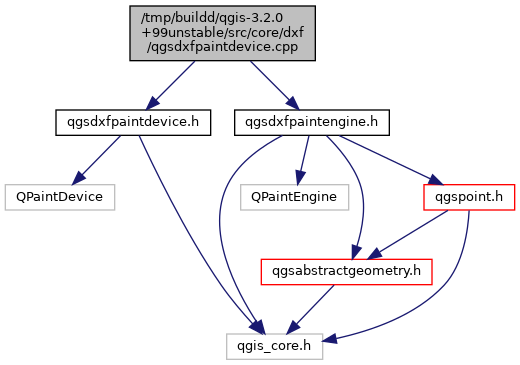 /tmp/buildd/qgis-3.2.0
+99unstable/src/core/dxf
/qgsdxfpaintdevice.cpp
qgsdxfpaintdevice.h
qgsdxfpaintengine.h
QPaintDevice
QPaintEngine
qgspoint.h
qgsabstractgeometry.h
qgis_core.h